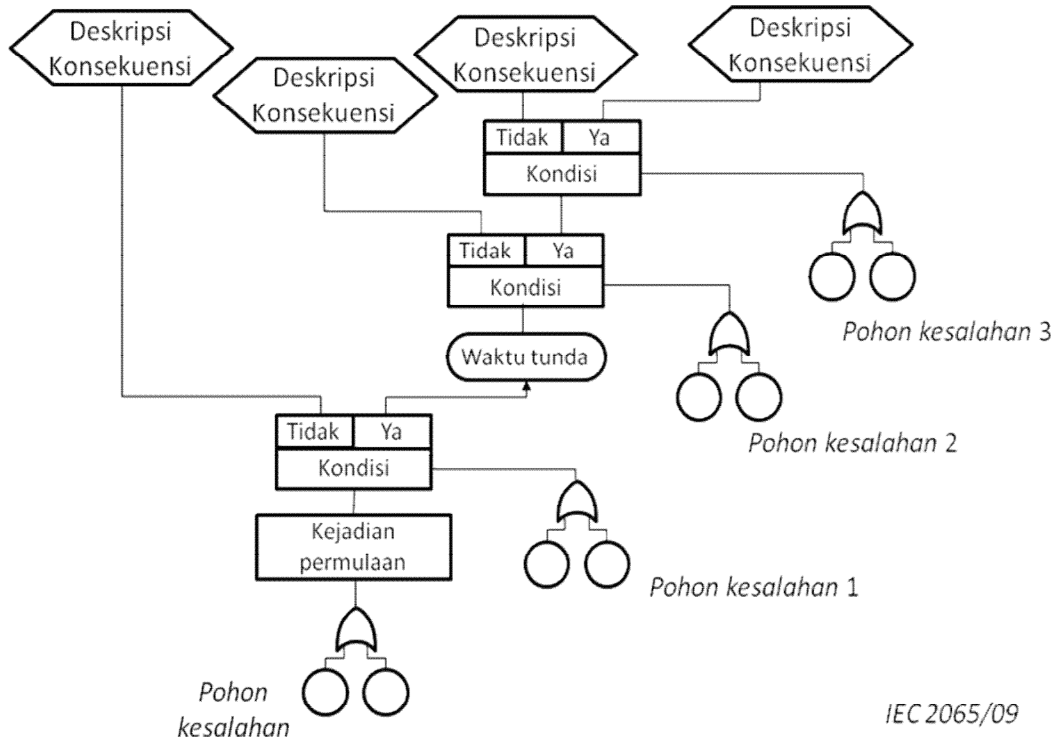 Deskripsi
Konsekuensi
Deskripsi
Konsekuensi
Deskripsi
Konsekuensi
Deskripsi
Konsekuensi
Tidak Ya
Kondisi
Tidak Ya
Kondisi
Pohon kesalahan 3
Waktu tunda
Pohon kesalahan 2
Tidak Ya
Kondisi
Kejadian
permulaan
Pohon kesalahan 1
Pohon
kesalahan
IEC 2065/09